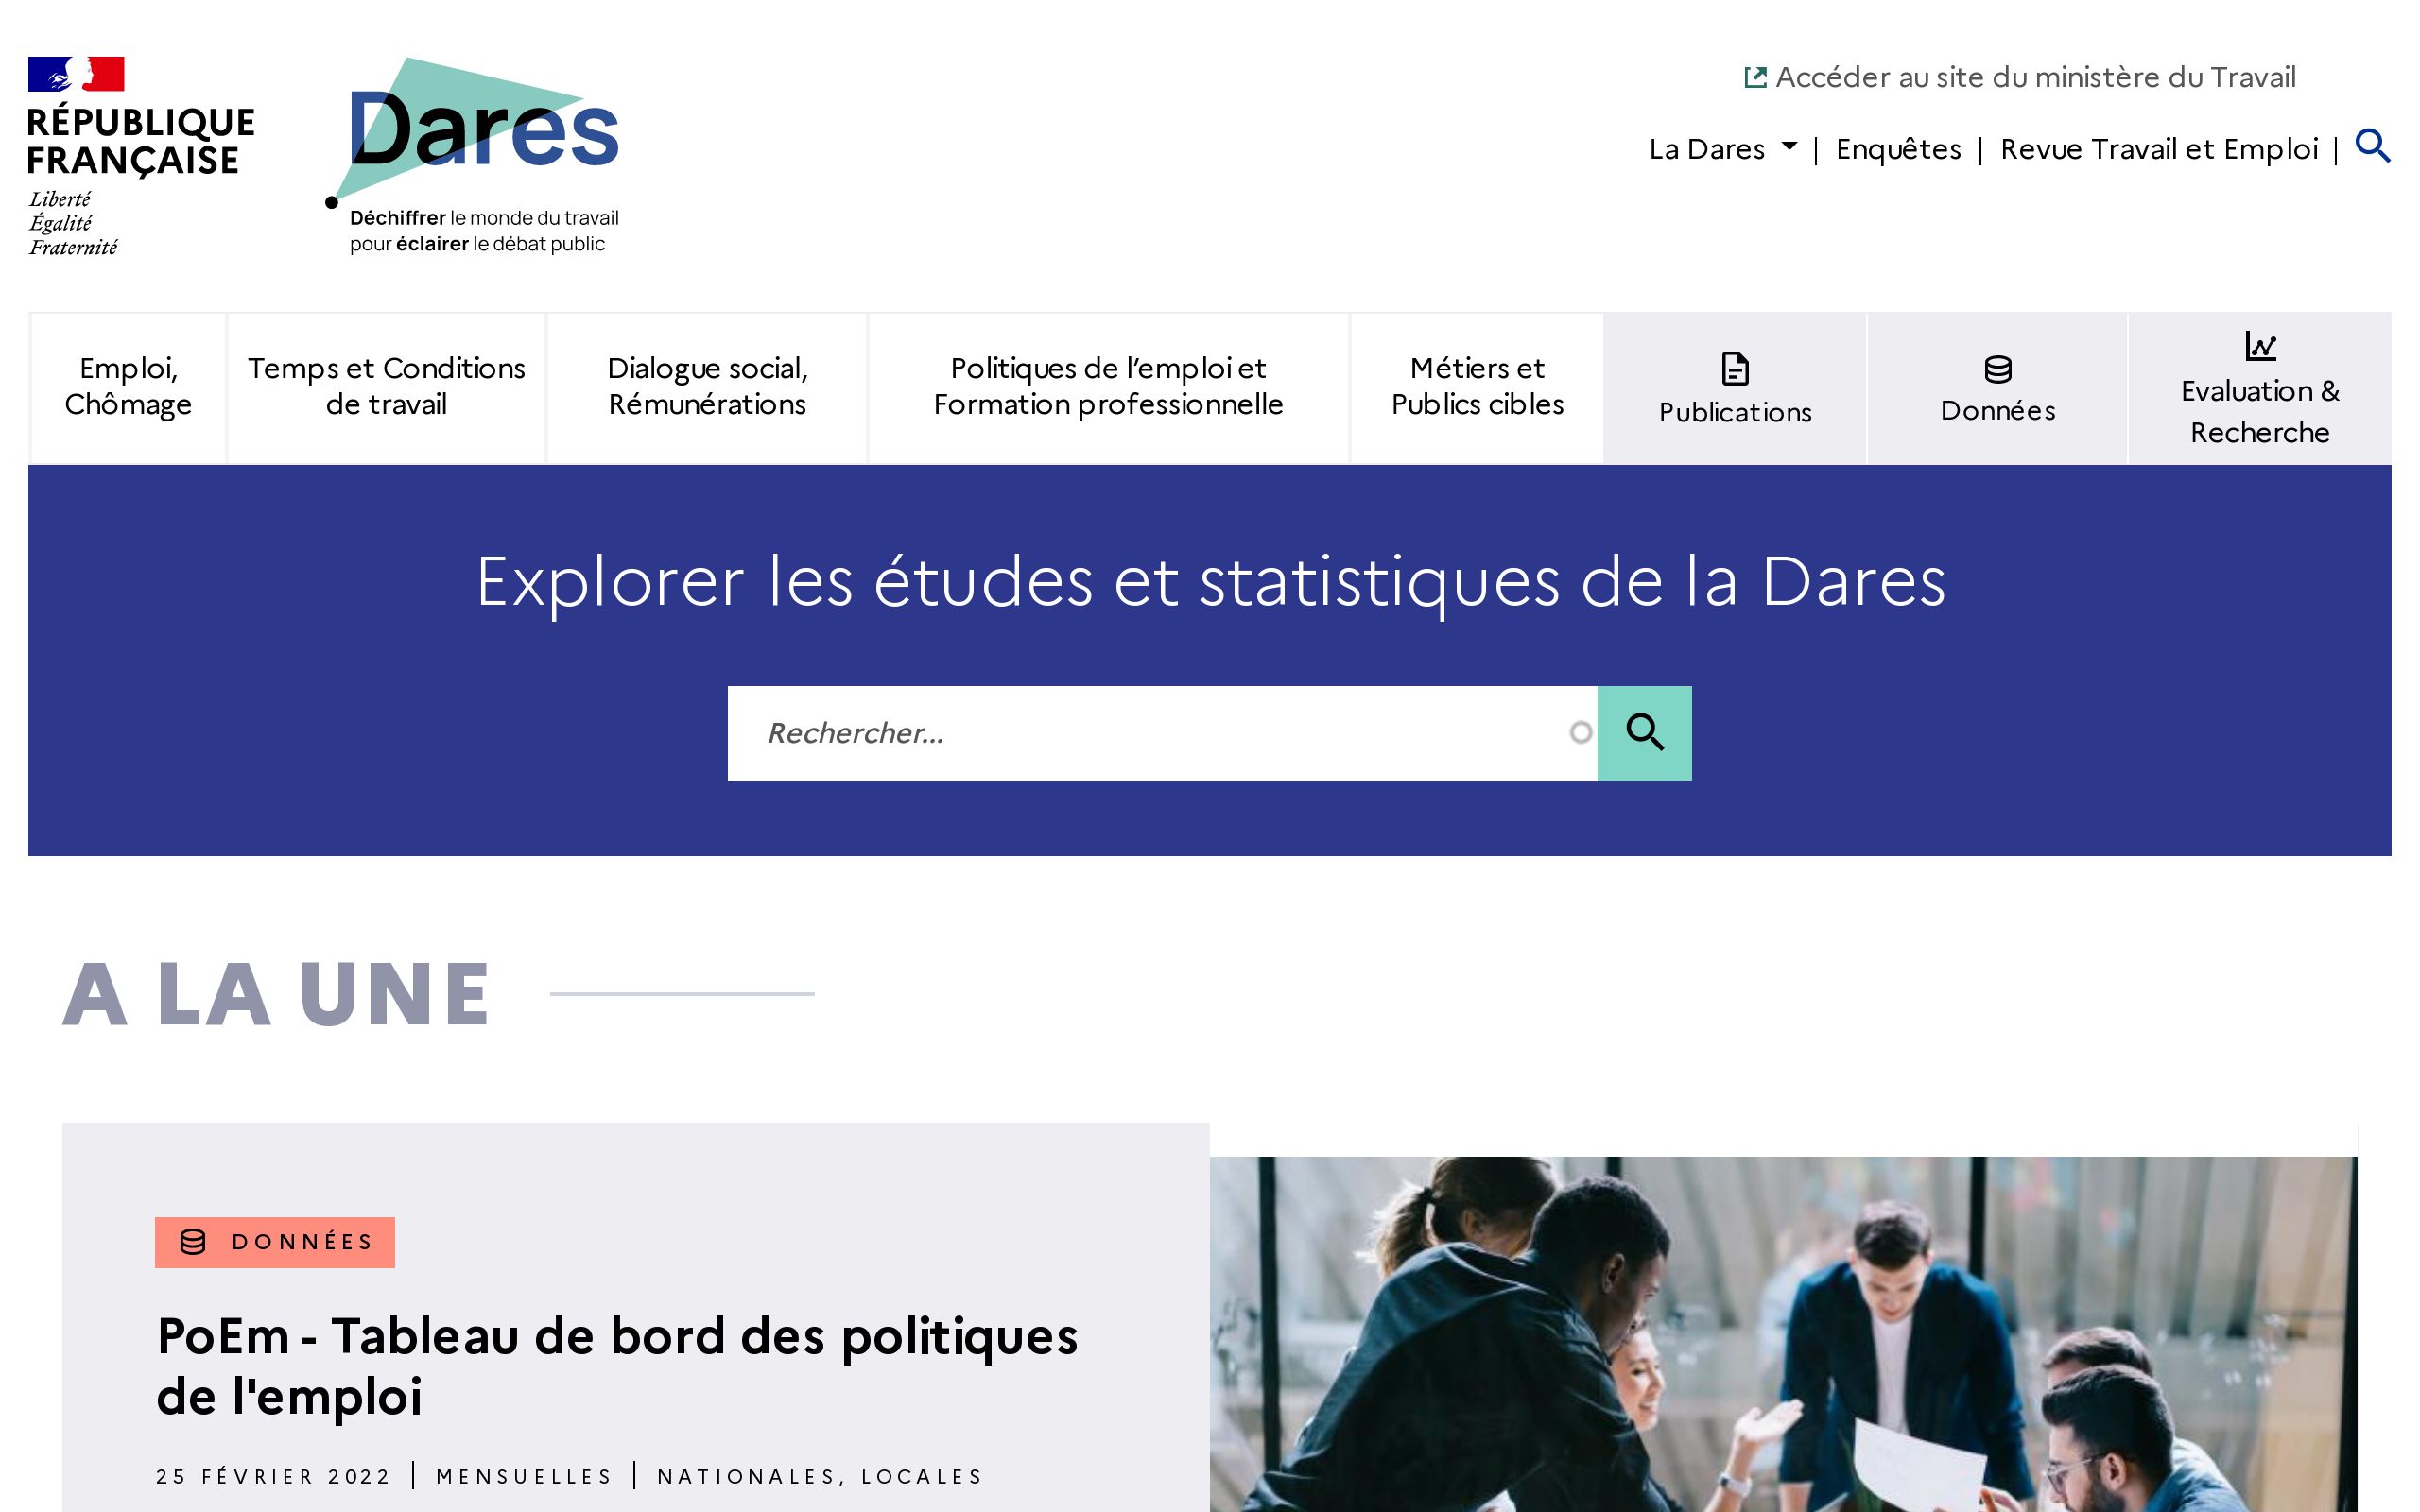 RÉPUBLIQUE
FRANÇAISE
Liberté
Égalité
Fraternité
Dares
Déchiffrer le monde du travail
pour éclairer le débat public
Accéder au site du ministère du Travail
La Dares | Enquêtes | Revue Travail et Emploi |
Emploi,
Chômage
Temps et Conditions
de travail
Dialogue social,
Rémunérations
Politiques de l’emploi et
Formation professionnelle
Métiers et
Publics cibles
Publications
Données
Evaluation &
Recherche
Explorer les études et statistiques de la Dares
Rechercher...
A LA UNE
DONNÉES
PoEm - Tableau de bord des politiques
de l'emploi
25 FÉVRIER 2022 | MENSUELLES | NATIONALES, LOCALES